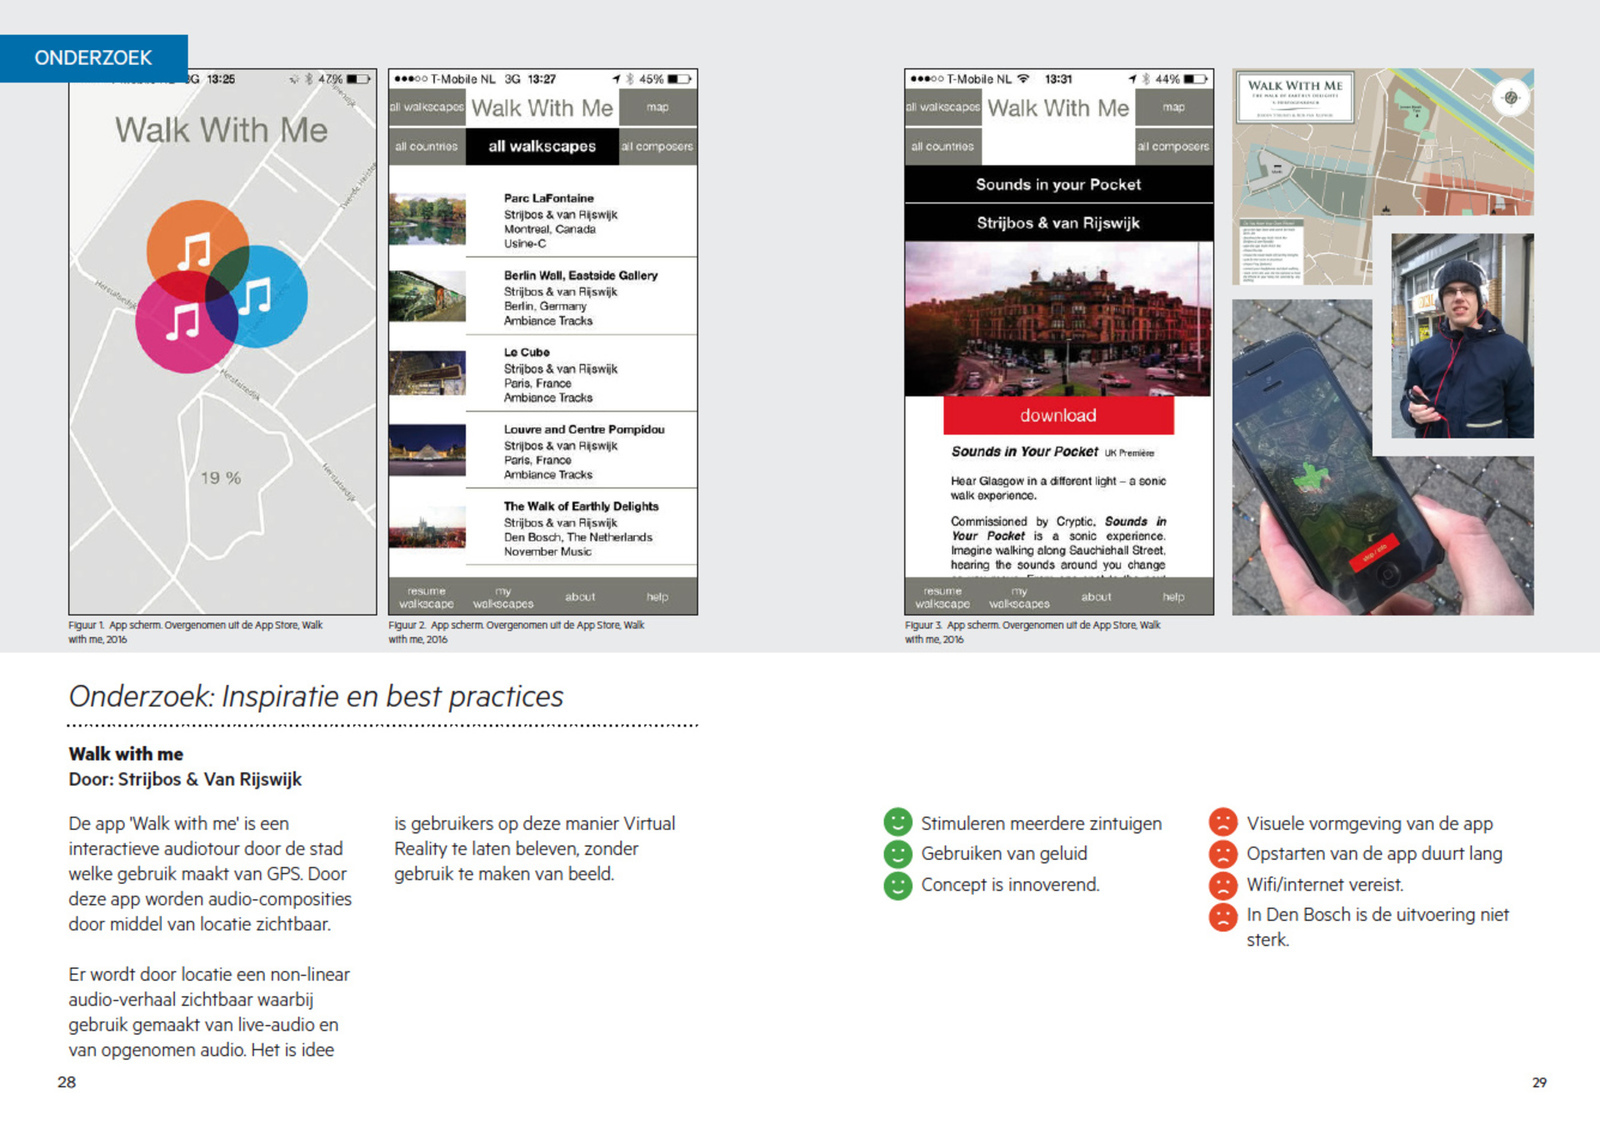 ONDERZOEK
3G 13:25 47%
Walk With Me
19 %
Hertstaltsedijk
T-Mobile NL 3G 13:27 45%
all walkscapes Walk With Me map
all countries all walkscapes all composers
Parc LaFontaine
Strijbos & van Rijswijk
Montreal, Canada
Usine-C
Berlin Wall, Eastside Gallery
Strijbos & van Rijswijk
Berlin, Germany
Ambiance Tracks
Le Cube
Strijbos & van Rijswijk
Paris, France
Ambiance Tracks
Louvre and Centre Pompidou
Strijbos & van Rijswijk
Paris, France
Ambiance Tracks
The Walk of Earthly Delights
Strijbos & van Rijswijk
Den Bosch, The Netherlands
November Music
resume walkscape my walkscapes about help
T-Mobile NL 13:31 44%
all walkscapes Walk With Me map
all countries all composers
Sounds in your Pocket
Strijbos & van Rijswijk
download
Sounds in Your Pocket UK Première
Hear Glasgow in a different light – a sonic
walk experience.
Commissioned by Cryptic, Sounds in
Your Pocket is a sonic experience.
Imagine walking along Sauchiehall Street,
hearing the sounds around you change
resume walkscape my walkscapes about help
WALK WITH ME
THE WALK OF EARTHLY DELIGHTS
'S HERTOGENBOSCH
stop / info
Figuur 1. App scherm. Overgenomen uit de App Store, Walk
with me, 2016
Figuur 2. App scherm. Overgenomen uit de App Store, Walk
with me, 2016
Figuur 3. App scherm. Overgenomen uit de App Store, Walk
with me, 2016
Onderzoek: Inspiratie en best practices
Walk with me
Door: Strijbos & Van Rijswijk
De app 'Walk with me' is een
interactieve audiotour door de stad
welke gebruik maakt van GPS. Door
deze app worden audio-composities
door middel van locatie zichtbaar.
Er wordt door locatie een non-linear
audio-verhaal zichtbaar waarbij
gebruik gemaakt van live-audio en
van opgenomen audio. Het is idee
is gebruikers op deze manier Virtual
Reality te laten beleven, zonder
gebruik te maken van beeld.
Stimuleren meerdere zintuigen
Gebruiken van geluid
Concept is innoverend.
Visuele vormgeving van de app
Opstarten van de app duurt lang
Wifi/internet vereist.
In Den Bosch is de uitvoering niet
sterk.
28
29